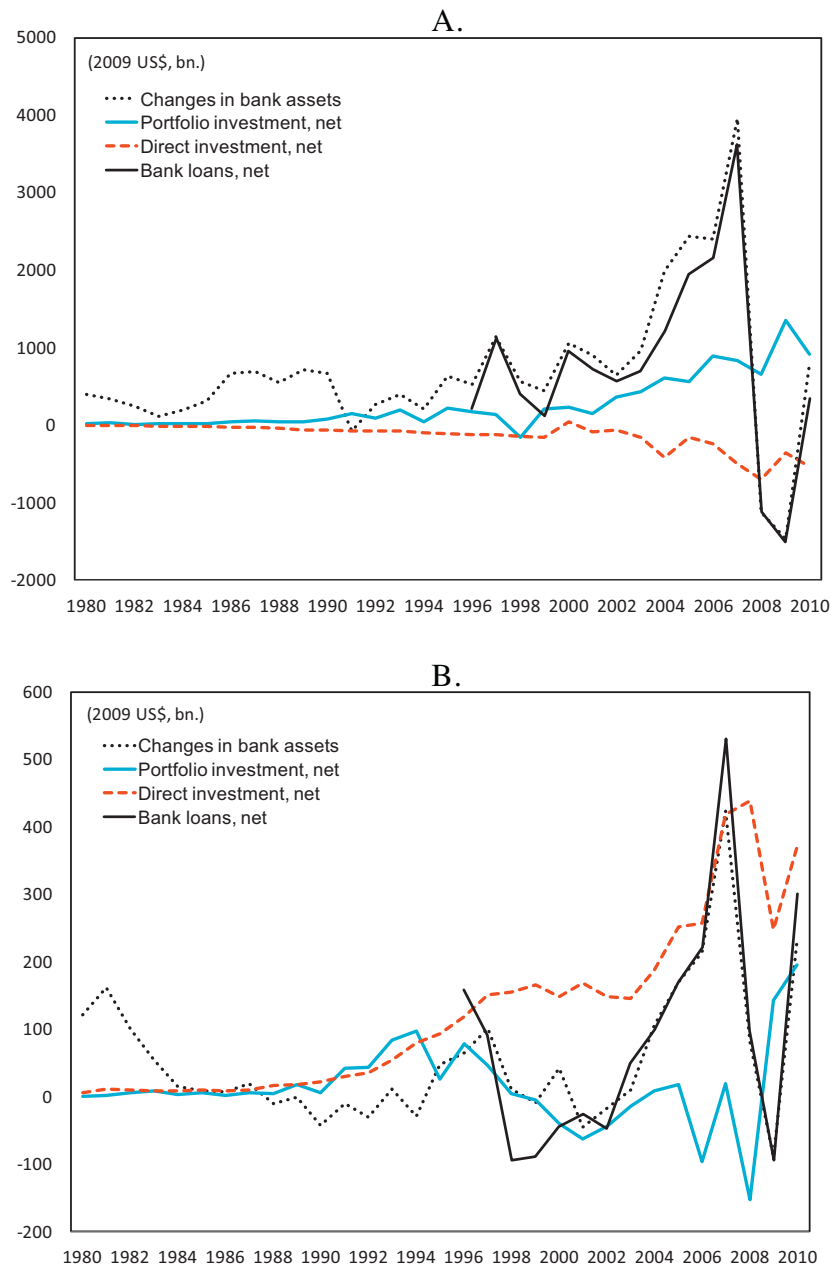 A.
5000
(2009 US$, bn.)
Changes in bank assets
4000
Portfolio investment, net
Direct investment, net
Bank loans, net
3000
2000
1000
0
-1000
-2000
1980 1982 1984 1986 1988 1990 1992 1994 1996 1998 2000 2002 2004 2006 2008 2010
B.
600
(2009 US$, bn.)
Changes in bank assets
500
Portfolio investment, net
Direct investment, net
Bank loans, net
400
300
200
100
0
-100
-200
1980 1982 1984 1986 1988 1990 1992 1994 1996 1998 2000 2002 2004 2006 2008 2010